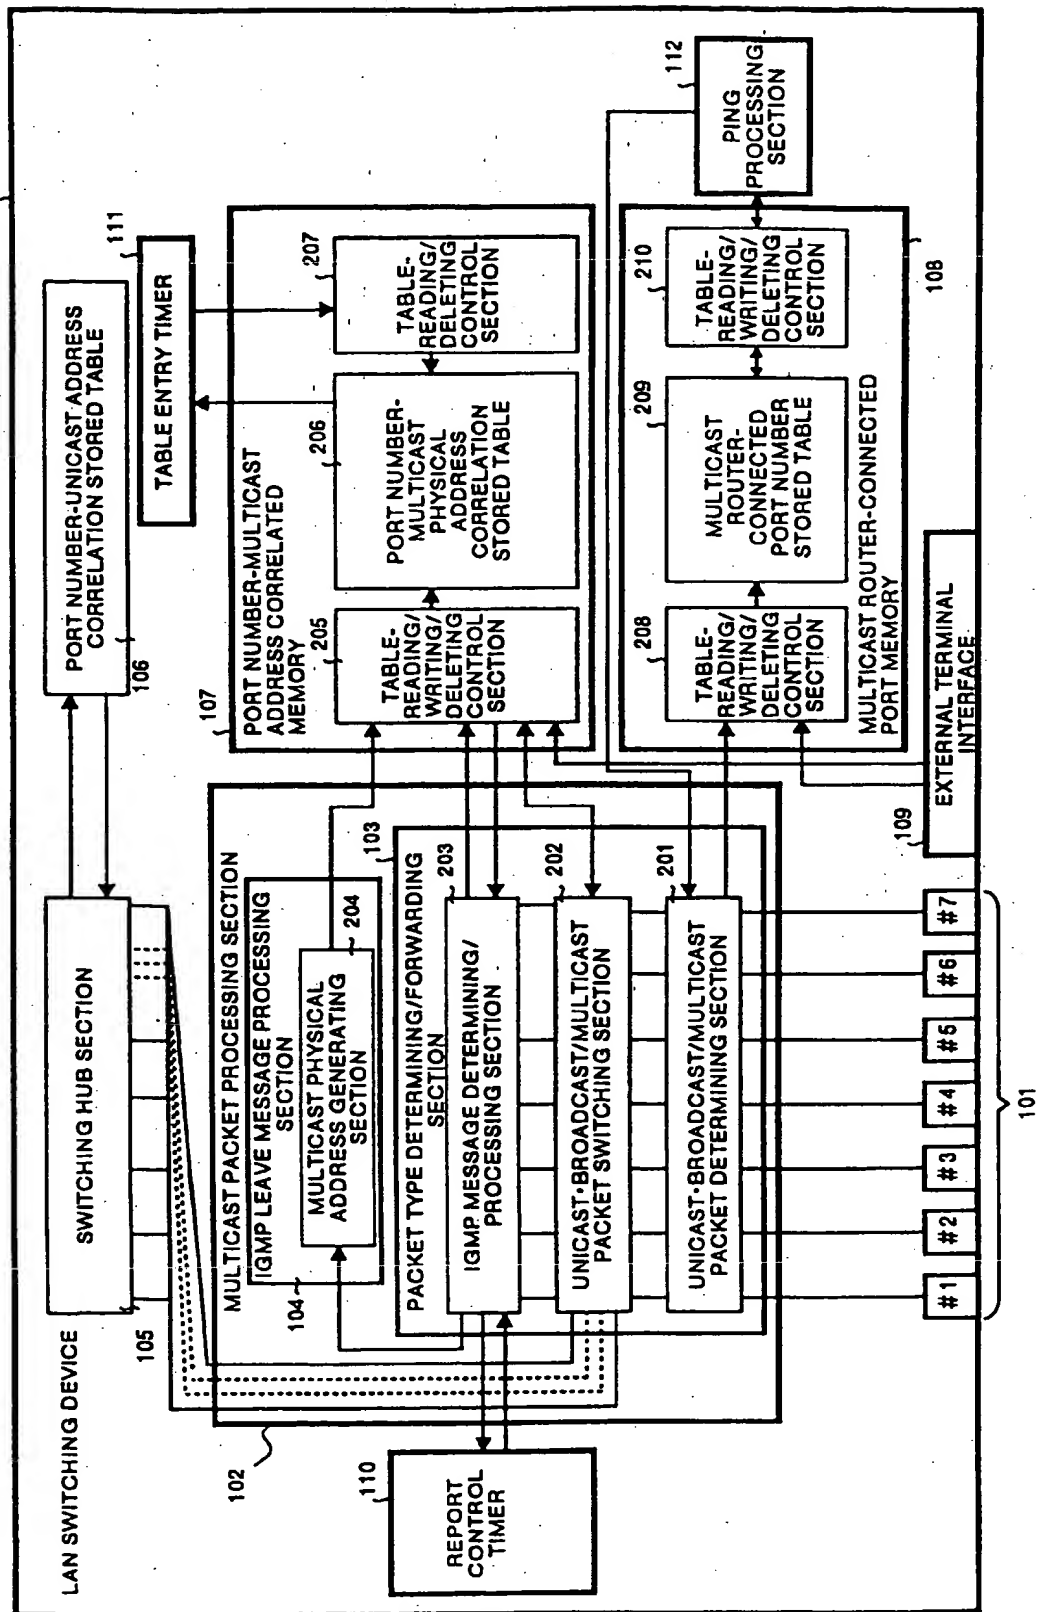 LAN SWITCHING DEVICE
SWITCHING HUB SECTION
105
PORT NUMBER-UNICAST ADDRESS
CORRELATION STORED TABLE
106
TABLE ENTRY TIMER
111
MULTICAST PACKET PROCESSING SECTION
102
IGMP LEAVE MESSAGE PROCESSING
SECTION
104
MULTICAST PHYSICAL
ADDRESS GENERATING
SECTION
204
PACKET TYPE DETERMINING/FORWARDING
SECTION
103
IGMP MESSAGE DETERMINING/
PROCESSING SECTION
203
UNICAST•BROADCAST/MULTICAST
PACKET SWITCHING SECTION
202
UNICAST•BROADCAST/MULTICAST
PACKET DETERMINING SECTION
201
REPORT
CONTROL
TIMER
110
107
PORT NUMBER-MULTICAST
ADDRESS CORRELATED
MEMORY
205
TABLE-
READING/
WRITING/
DELETING
CONTROL
SECTION
206
PORT NUMBER-
MULTICAST
PHYSICAL
ADDRESS
CORRELATION
STORED TABLE
207
TABLE-
READING/
DELETING
CONTROL
SECTION
208
TABLE-
READING/
WRITING/
DELETING
CONTROL
SECTION
209
MULTICAST
ROUTER-
CONNECTED
PORT NUMBER
STORED TABLE
210
TABLE-
READING/
WRITING/
DELETING
CONTROL
SECTION
MULTICAST ROUTER-CONNECTED
PORT MEMORY
108
112
PING
PROCESSING
SECTION
109
EXTERNAL TERMINAL
INTERFACE
#1
#2
#3
#4
#5
#6
#7
101